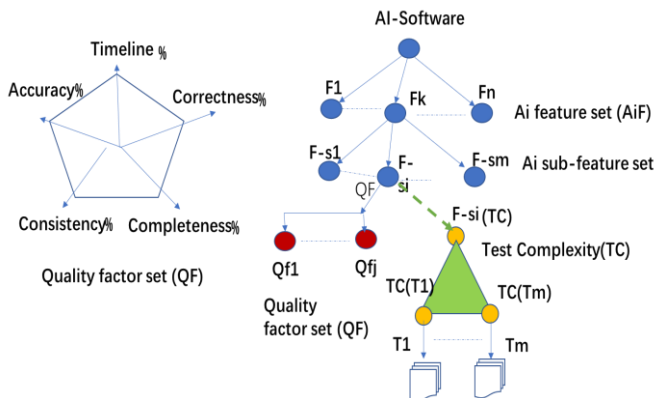 Timeline %
Accuracy%
Correctness%
Consistency%
Completeness%
Quality factor set (QF)
AI-Software
F1
Fk
Fn
Ai feature set (AiF)
F-s1
F-
si
F-sm
Ai sub-feature set
QF
Qf1
Qfj
Quality
factor set (QF)
F-si (TC)
Test Complexity(TC)
TC(T1)
TC(Tm)
T1
Tm